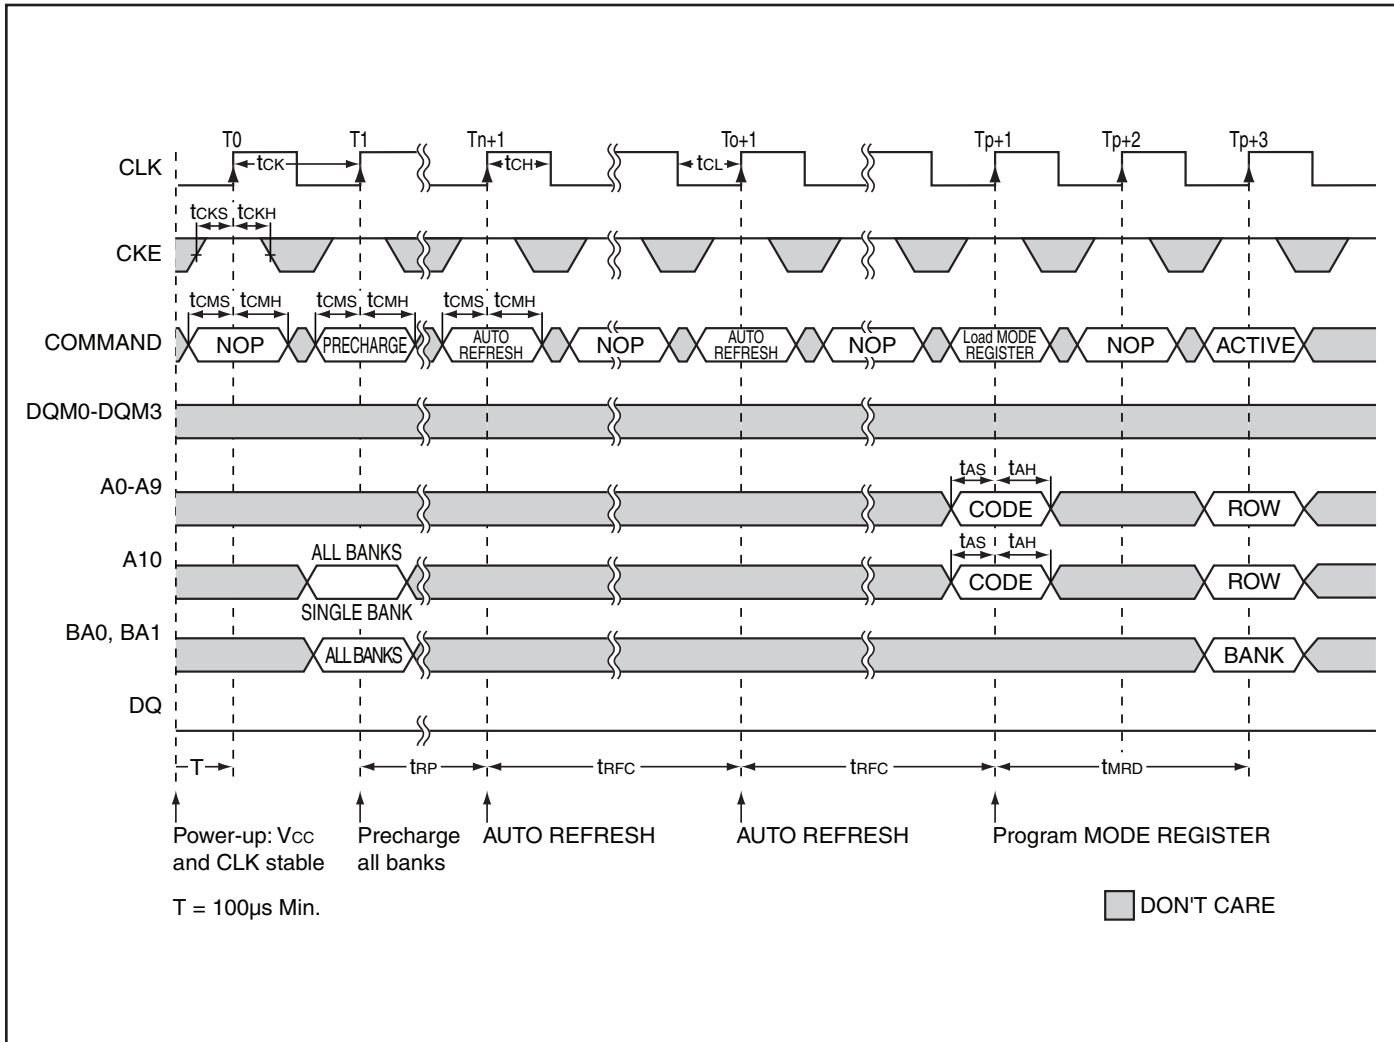 T0 T1 Tn+1 To+1 Tp+1 Tp+2 Tp+3
CLK tCK tCH tCL
tCKS tCKH
CKE
tCMS tCMH tCMS tCMH tCMS tCMH
COMMAND NOP PRECHARGE AUTO REFRESH NOP AUTO REFRESH NOP Load MODE REGISTER NOP ACTIVE
DQM0-DQM3
tAS tAH
A0-A9 CODE ROW
ALL BANKS tAS tAH
A10 CODE ROW
SINGLE BANK
BA0, BA1 ALL BANKS BANK
DQ
T tRP tRFC tRFC tMRD
Power-up: VCC
and CLK stable
Precharge
all banks
AUTO REFRESH
AUTO REFRESH
Program MODE REGISTER
T = 100µs Min.
DON'T CARE